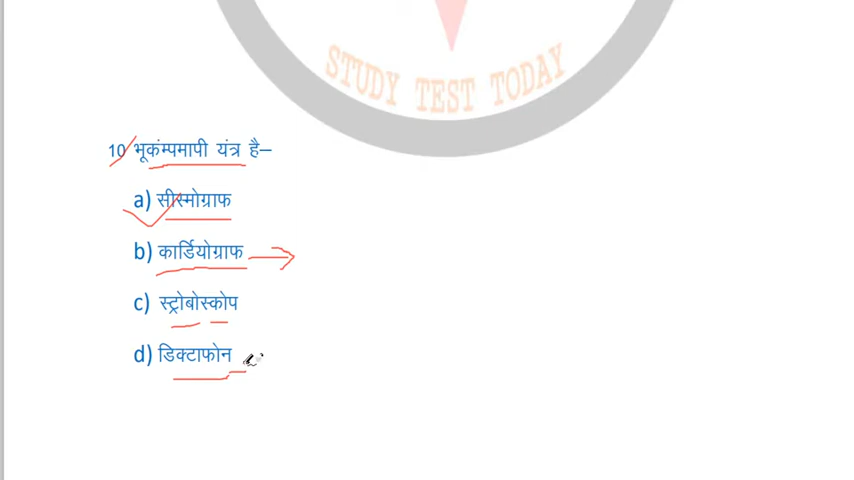 STUDY TEST TODAY
10 भूकंम्पमापी यंत्र है–
a) सीस्मोग्राफ
b) कार्डियोग्राफ
c) स्ट्रोबोस्कोप
d) डिक्टाफोन